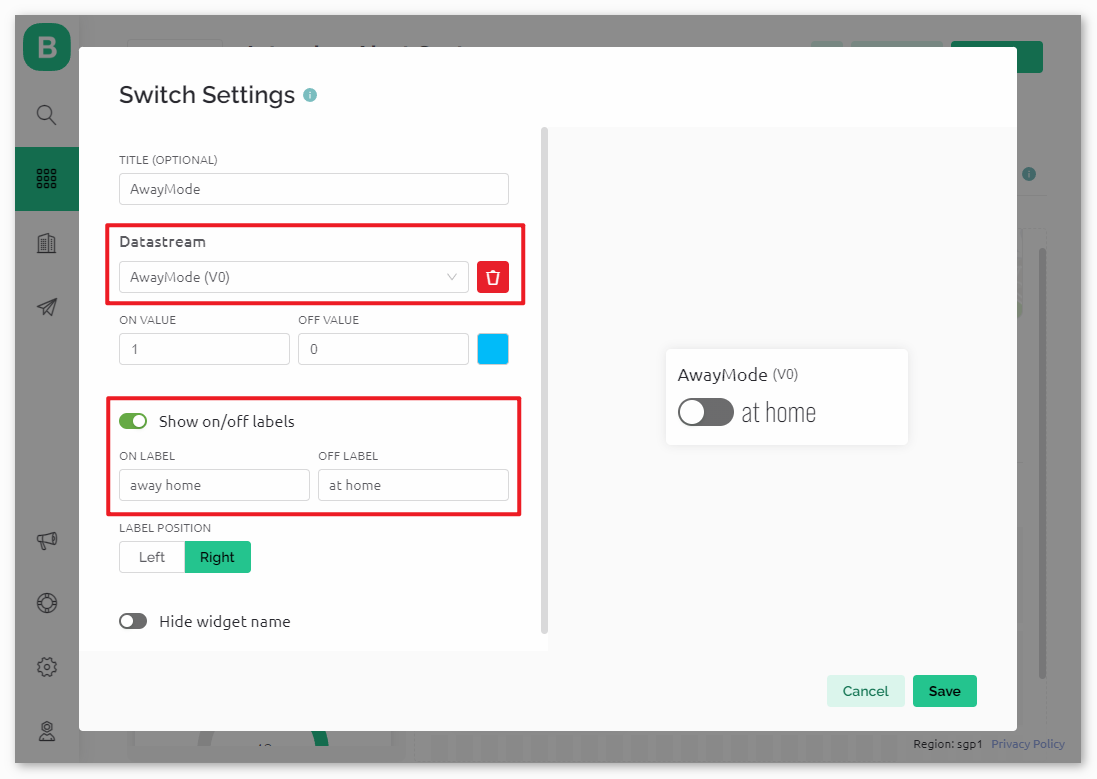 B
Switch Settings
TITLE (OPTIONAL)
AwayMode
Datastream
AwayMode (V0)
ON VALUE
OFF VALUE
1
0
Show on/off labels
ON LABEL
OFF LABEL
away home
at home
LABEL POSITION
Left
Right
Hide widget name
AwayMode (V0)
at home
Cancel
Save
Region: sgp1 Privacy Policy